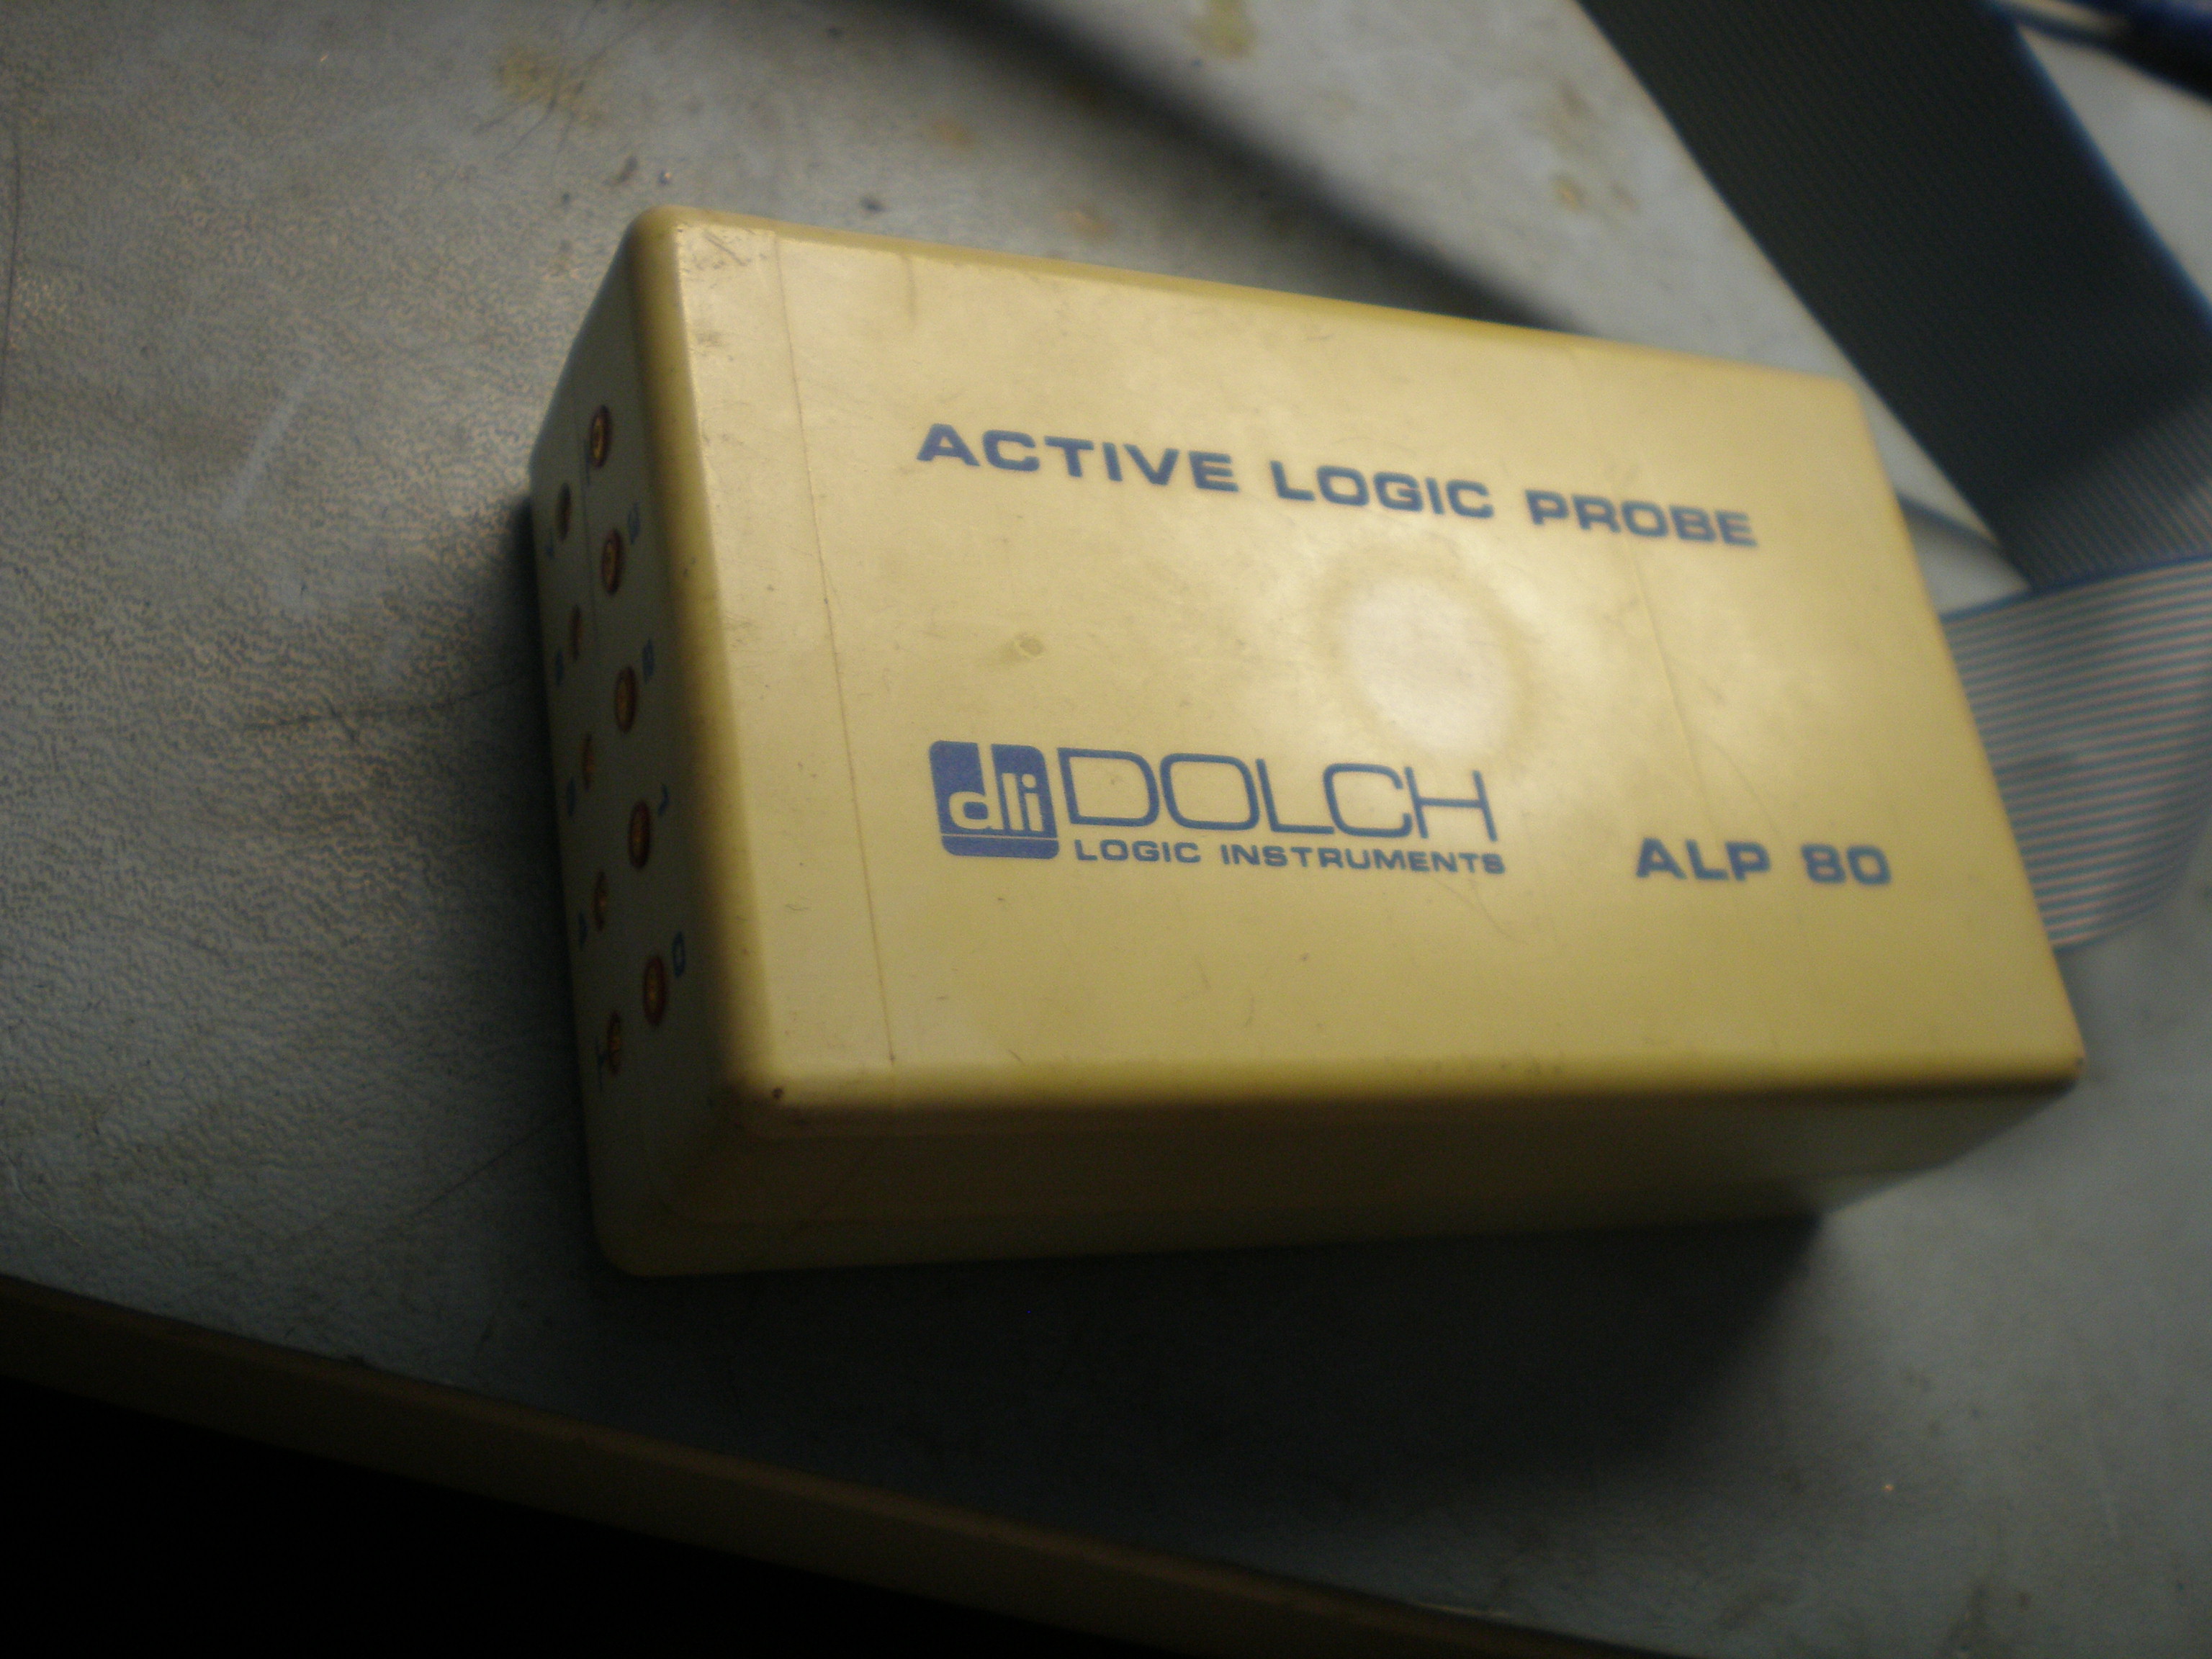 ACTIVE LOGIC PROBE
dli DOLCH
LOGIC INSTRUMENTS
ALP 80